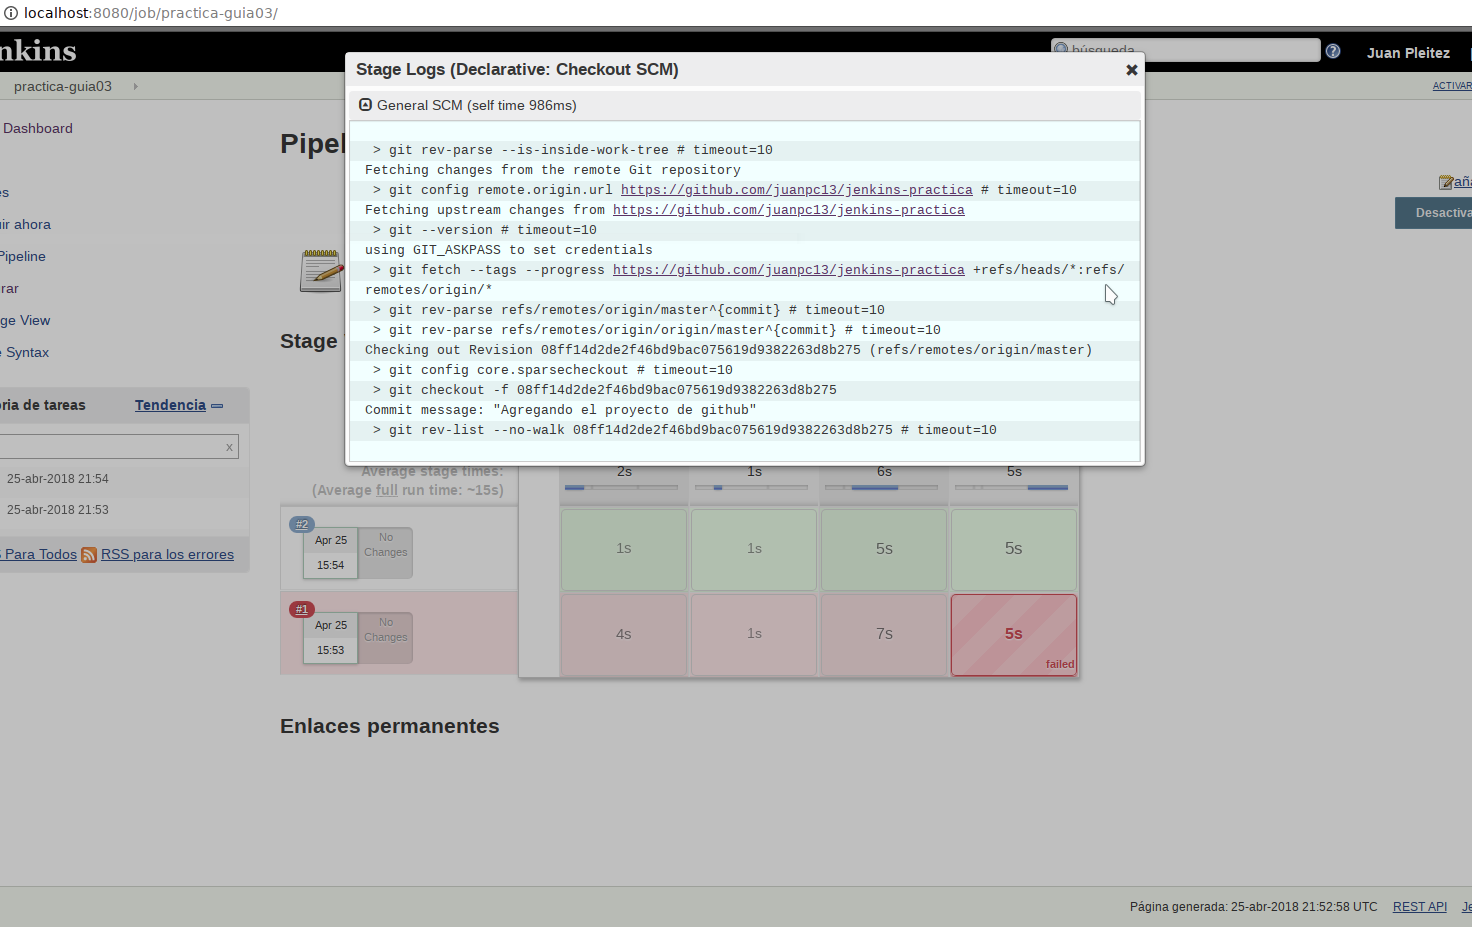 localhost:8080/job/practica-guia03/
nkins
búsqueda
Juan Pleitez
practica-guia03
ACTIVAR
Stage Logs (Declarative: Checkout SCM)
General SCM (self time 986ms)
> git rev-parse --is-inside-work-tree # timeout=10
Fetching changes from the remote Git repository
> git config remote.origin.url https://github.com/juanpc13/jenkins-practica # timeout=10
Fetching upstream changes from https://github.com/juanpc13/jenkins-practica
> git --version # timeout=10
using GIT_ASKPASS to set credentials
> git fetch --tags --progress https://github.com/juanpc13/jenkins-practica +refs/heads/*:refs/
remotes/origin/*
> git rev-parse refs/remotes/origin/master^{commit} # timeout=10
> git rev-parse refs/remotes/origin/origin/master^{commit} # timeout=10
Checking out Revision 08ff14d2de2f46bd9bac075619d9382263d8b275 (refs/remotes/origin/master)
> git config core.sparsecheckout # timeout=10
> git checkout -f 08ff14d2de2f46bd9bac075619d9382263d8b275
Commit message: "Agregando el proyecto de github"
> git rev-list --no-walk 08ff14d2de2f46bd9bac075619d9382263d8b275 # timeout=10
Dashboard
es
ir ahora
Pipeline
rar
ge View
e Syntax
Pipel
aña
Desactiva
Stage
ria de tareas
Tendencia
x
25-abr-2018 21:54
25-abr-2018 21:53
S Para Todos
RSS para los errores
Average stage times:
(Average full run time: ~15s)
2s
1s
6s
5s
#2
Apr 25
15:54
No
Changes
1s
1s
5s
5s
#1
Apr 25
15:53
No
Changes
4s
1s
7s
5s
failed
Enlaces permanentes
Página generada: 25-abr-2018 21:52:58 UTC
REST API
Je